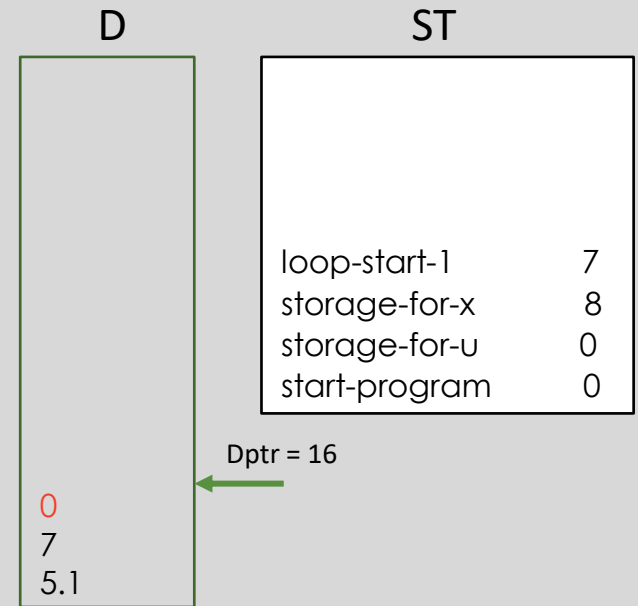 D
ST
loop-start-1 7
storage-for-x 8
storage-for-u 0
start-program 0
Dptr = 16
0
7
5.1